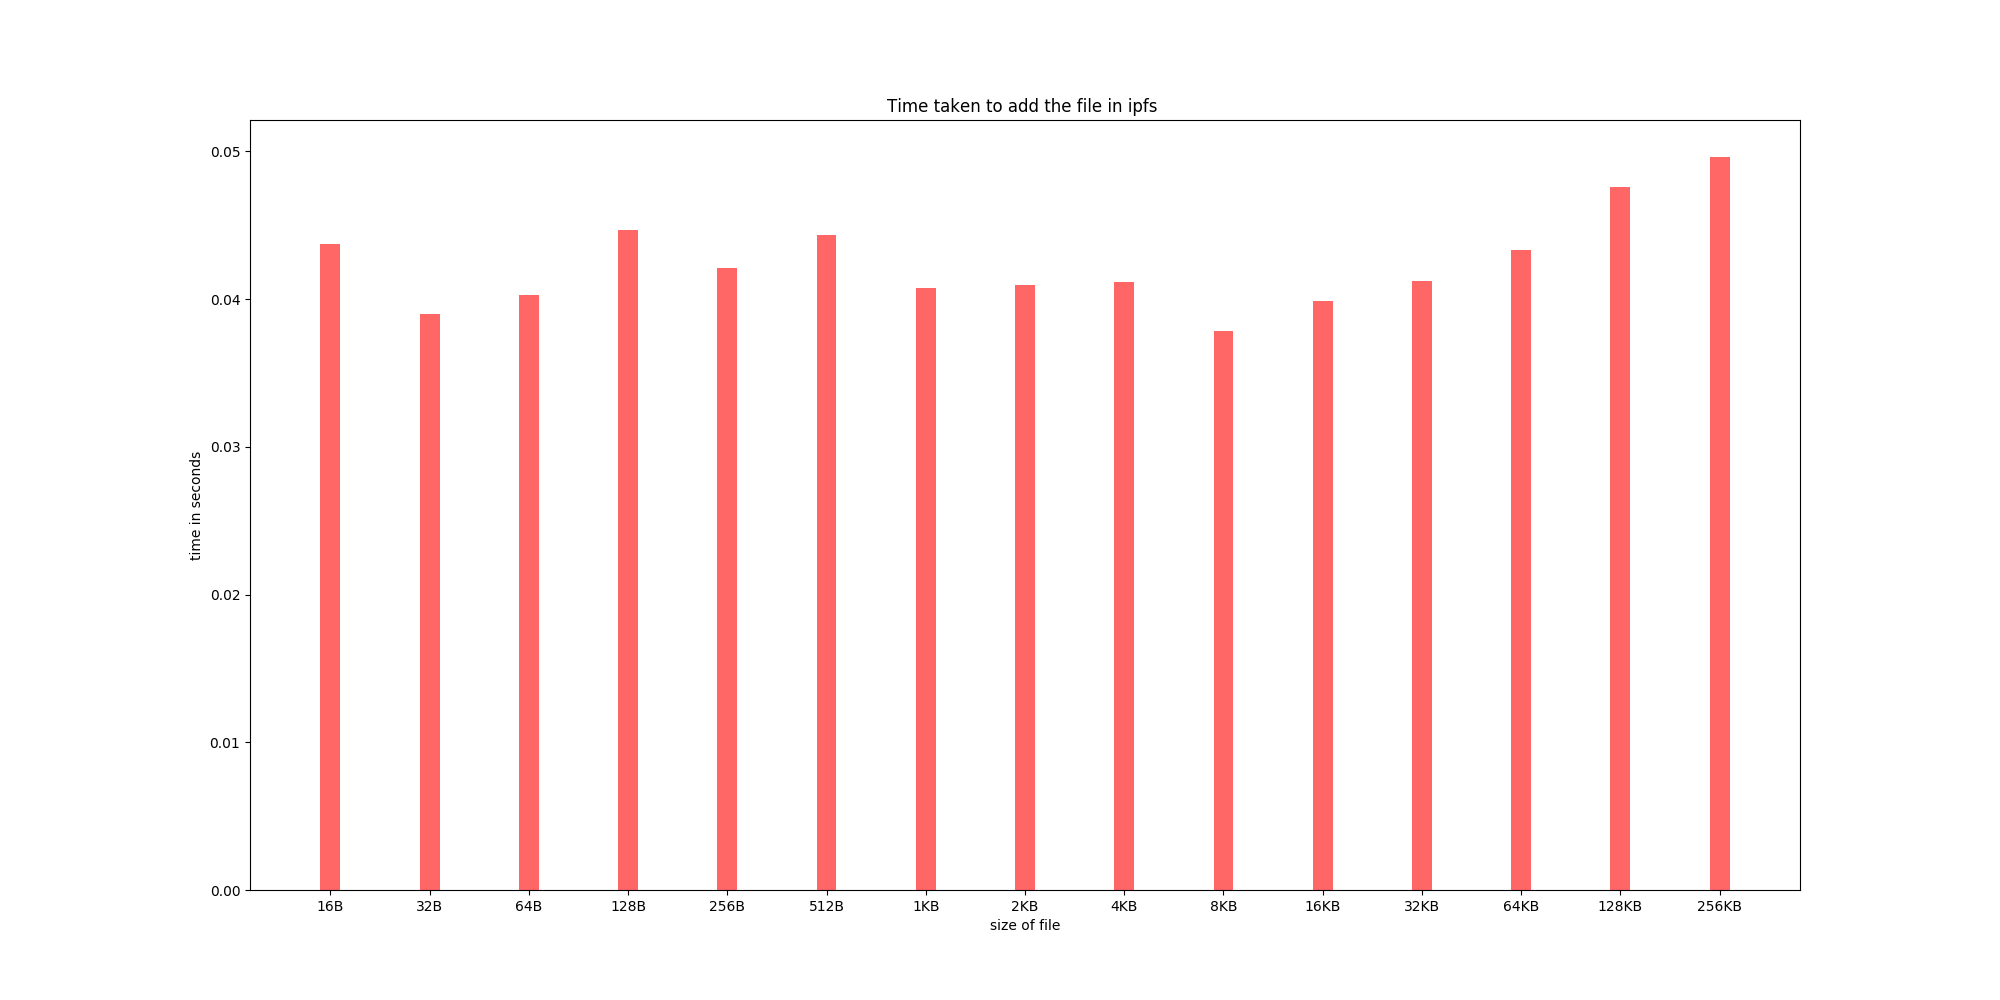 Time taken to add the file in ipfs
0.05
0.04
0.03
0.02
0.01
0.00
time in seconds
16B 32B 64B 128B 256B 512B 1KB 2KB 4KB 8KB 16KB 32KB 64KB 128KB 256KB
size of file